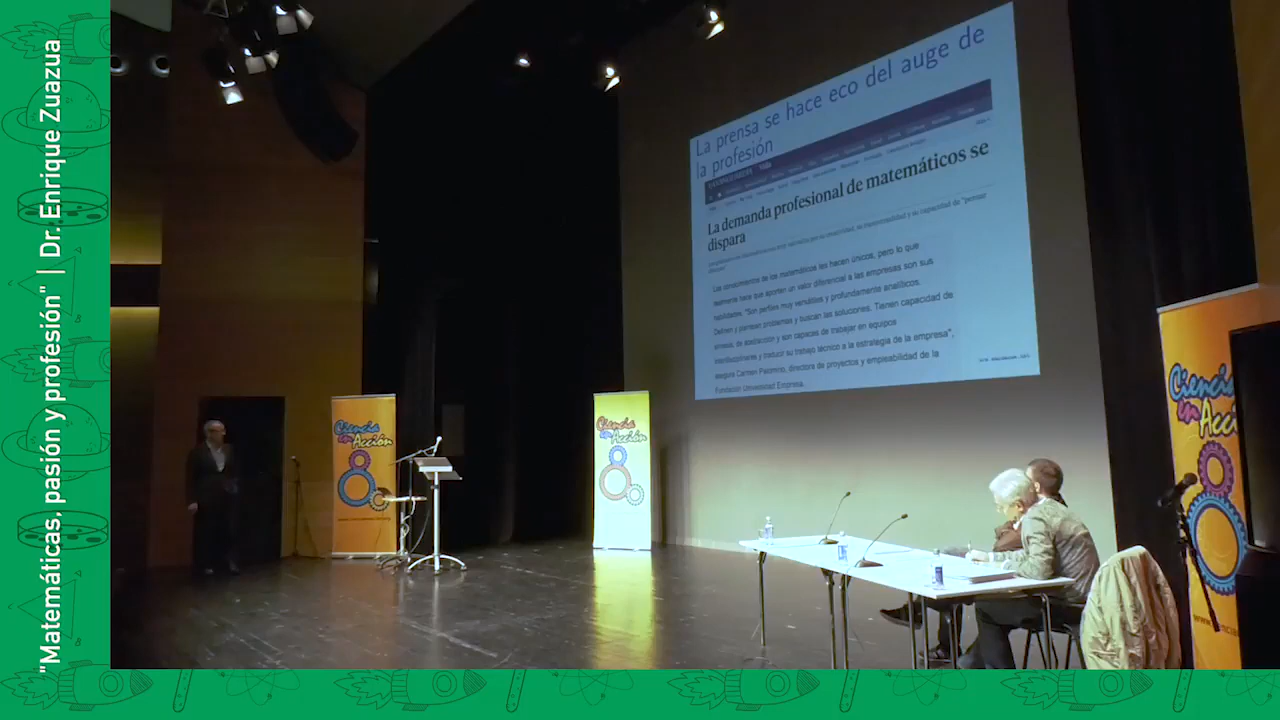 "Matemáticas, pasión y profesión" | Dr. Enrique Zuazua
La prensa se hace eco del auge de
la profesión
La demanda profesional de matemáticos se
dispara
Los conocimientos de los matemáticos les hacen únicos, pero lo que
realmente hace que aporten un valor diferencial a las empresas son sus
habilidades. "Son perfiles muy versátiles y profundamente analíticos.
Definen y plantean problemas y buscan las soluciones. Tienen capacidad de
síntesis, de abstracción y son capaces de trabajar en equipos
interdisciplinares y traducir su trabajo técnico a la estrategia de la empresa",
asegura Carmen Palomino, directora de proyectos y empleabilidad de la
Fundación Universidad Empresa.
Ciencia
en Acción
Ciencia
en Acción
Ciencia
en Acci